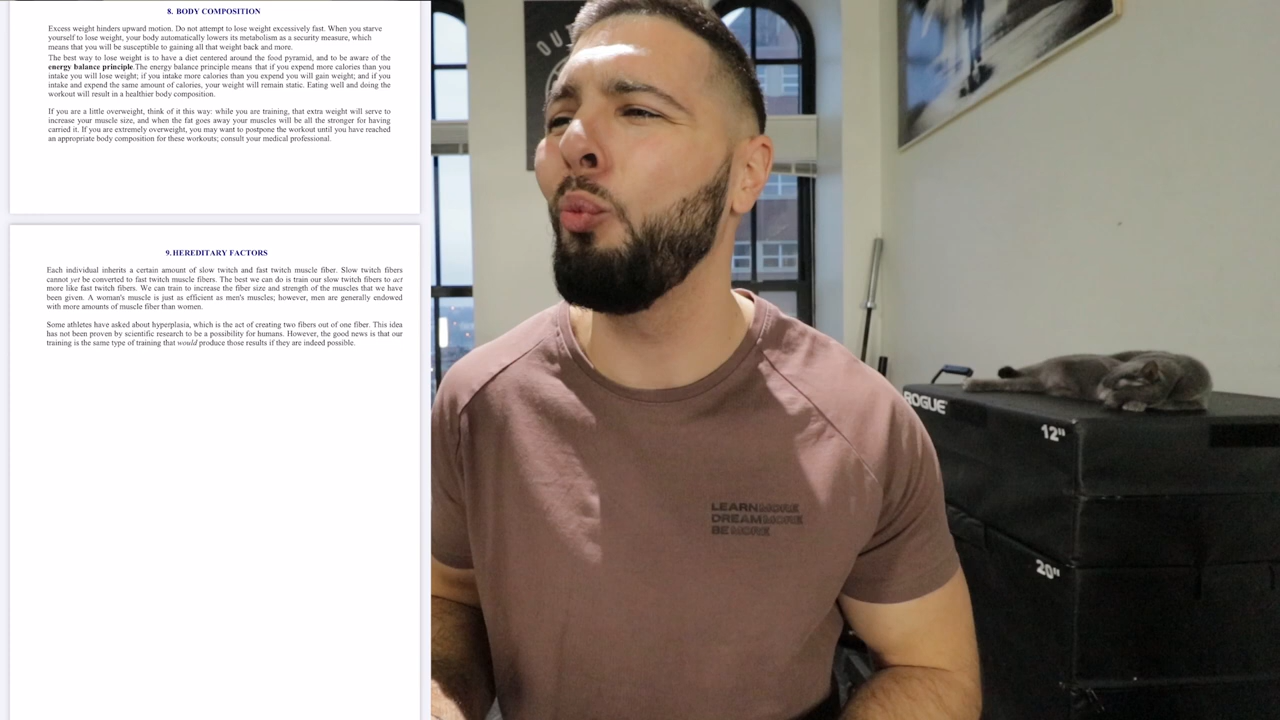 8. BODY COMPOSITION
Excess weight hinders upward motion. Do not attempt to lose weight excessively fast. When you starve
yourself to lose weight, your body automatically lowers its metabolism as a security measure, which
means that you will be susceptible to gaining all that weight back and more.
The best way to lose weight is to have a diet centered around the food pyramid, and to be aware of the
energy balance principle.The energy balance principle means that if you expend more calories than you
intake you will lose weight; if you intake more calories than you expend you will gain weight; and if you
intake and expend the same amount of calories, your weight will remain static. Eating well and doing the
workout will result in a healthier body composition.
If you are a little overweight, think of it this way: while you are training, that extra weight will serve to
increase your muscle size, and when the fat goes away your muscles will be all the stronger for having
carried it. If you are extremely overweight, you may want to postpone the workout until you have reached
an appropriate body composition for these workouts; consult your medical professional.
9.HEREDITARY FACTORS
Each individual inherits a certain amount of slow twitch and fast twitch muscle fiber. Slow twitch fibers
cannot yet be converted to fast twitch muscle fibers. The best we can do is train our slow twitch fibers to act
more like fast twitch fibers. We can train to increase the fiber size and strength of the muscles that we have
been given. A woman's muscle is just as efficient as men's muscles; however, men are generally endowed
with more amounts of muscle fiber than women.
Some athletes have asked about hyperplasia, which is the act of creating two fibers out of one fiber. This idea
has not been proven by scientific research to be a possibility for humans. However, the good news is that our
training is the same type of training that would produce those results if they are indeed possible.
OUT
LEARN MORE
DREAM MORE
BE MORE
ROGUE
12"
20"